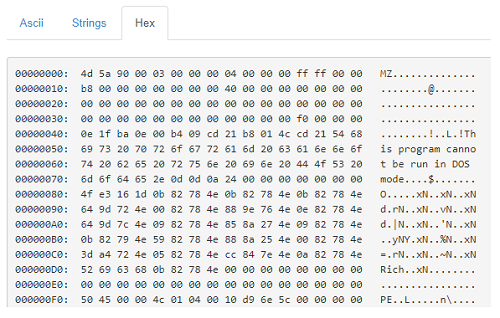 Ascii Strings Hex
00000000: 4d 5a 90 00 03 00 00 00 04 00 00 00 ff ff 00 00 MZ..............
00000010: b8 00 00 00 00 00 00 00 40 00 00 00 00 00 00 00 ........@.......
00000020: 00 00 00 00 00 00 00 00 00 00 00 00 00 00 00 00 ................
00000030: 00 00 00 00 00 00 00 00 00 00 00 00 f0 00 00 00 ................
00000040: 0e 1f ba 0e 00 b4 09 cd 21 b8 01 4c cd 21 54 68 ........!..L.!Th
00000050: 69 73 20 70 72 6f 67 72 61 6d 20 63 61 6e 6e 6f is program canno
00000060: 74 20 62 65 20 72 75 6e 20 69 6e 20 44 4f 53 20 t be run in DOS
00000070: 6d 6f 64 65 2e 0d 0d 0a 24 00 00 00 00 00 00 00 mode....$.......
00000080: 4f e3 16 1d 0b 82 78 4e 0b 82 78 4e 0b 82 78 4e O.....xN..xN..xN
00000090: 64 9d 72 4e 00 82 78 4e 88 9e 76 4e 0e 82 78 4e d.rN..xN..vN..xN
000000A0: 64 9d 7c 4e 09 82 78 4e 85 8a 27 4e 09 82 78 4e d.|N..xN..'N..xN
000000B0: 0b 82 79 4e 59 82 78 4e 88 8a 25 4e 00 82 78 4e ..yNY.xN..%N..xN
000000C0: 3d a4 72 4e 05 82 78 4e cc 84 7e 4e 0a 82 78 4e =.rN..xN..~N..xN
000000D0: 52 69 63 68 0b 82 78 4e 00 00 00 00 00 00 00 00 Rich..xN........
000000E0: 00 00 00 00 00 00 00 00 00 00 00 00 00 00 00 00 ................
000000F0: 50 45 00 00 4c 01 04 00 10 d9 6e 5c 00 00 00 00 PE..L.....n\....